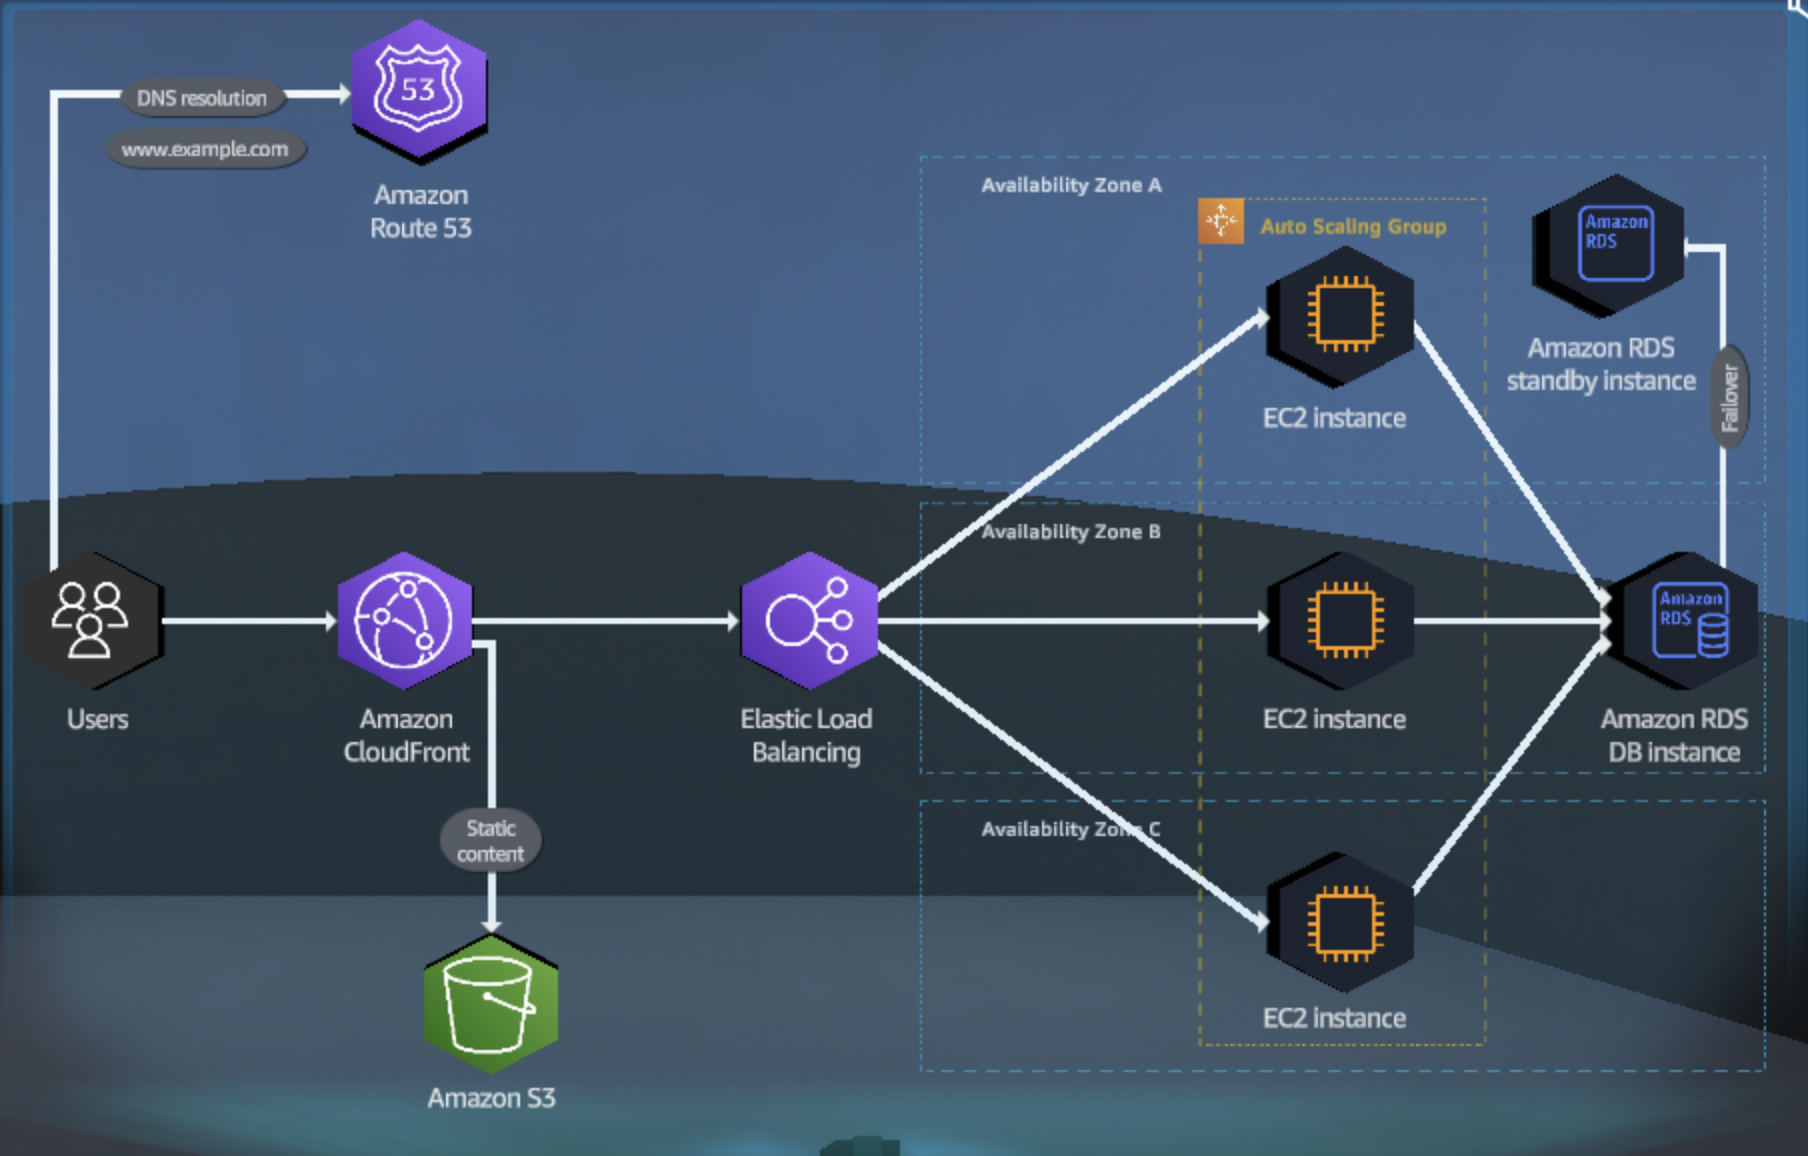 53
DNS resolution
www.example.com
Amazon
Route 53
Availability Zone A
Auto Scaling Group
Amazon
RDS
Amazon RDS
standby instance
Failover
EC2 instance
Availability Zone B
Users
Amazon
CloudFront
Elastic Load
Balancing
EC2 instance
Amazon
RDS
Amazon RDS
DB instance
Static
content
Availability Zone C
EC2 instance
Amazon S3